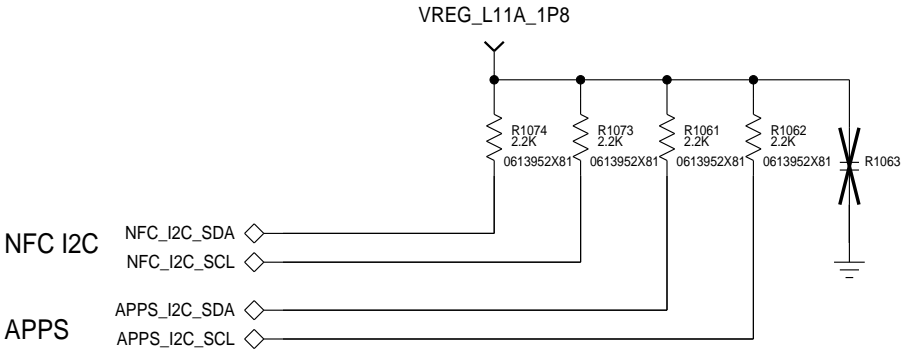 VREG_L11A_1P8
R1074
2.2K
0613952X81
R1073
2.2K
0613952X81
R1061
2.2K
0613952X81
R1062
2.2K
0613952X81
R1063
NFC I2C
NFC_I2C_SDA
NFC_I2C_SCL
APPS
APPS_I2C_SDA
APPS_I2C_SCL